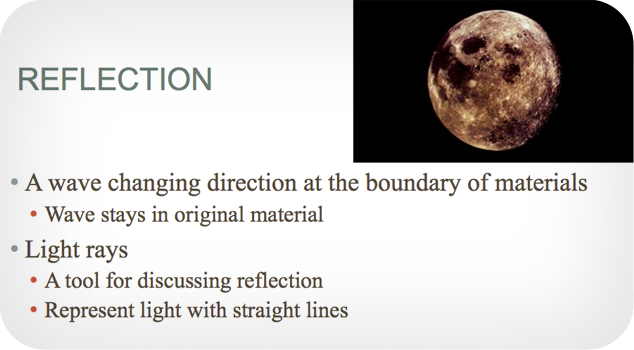 REFLECTION
• A wave changing direction at the boundary of materials
• Wave stays in original material
• Light rays
• A tool for discussing reflection
• Represent light with straight lines